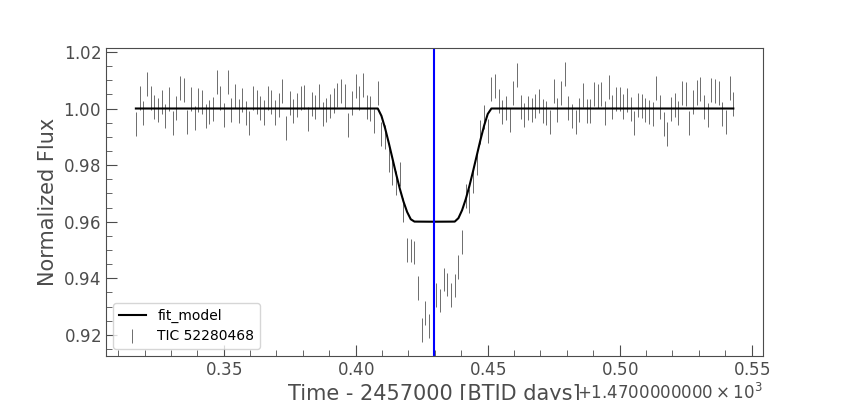 1.02
1.00
0.98
0.96
0.94
0.92
Normalized Flux
fit_model
TIC 52280468
0.35
0.40
0.45
0.50
0.55
Time - 2457000 [BTJD days]
+1.4700000000 × 10³